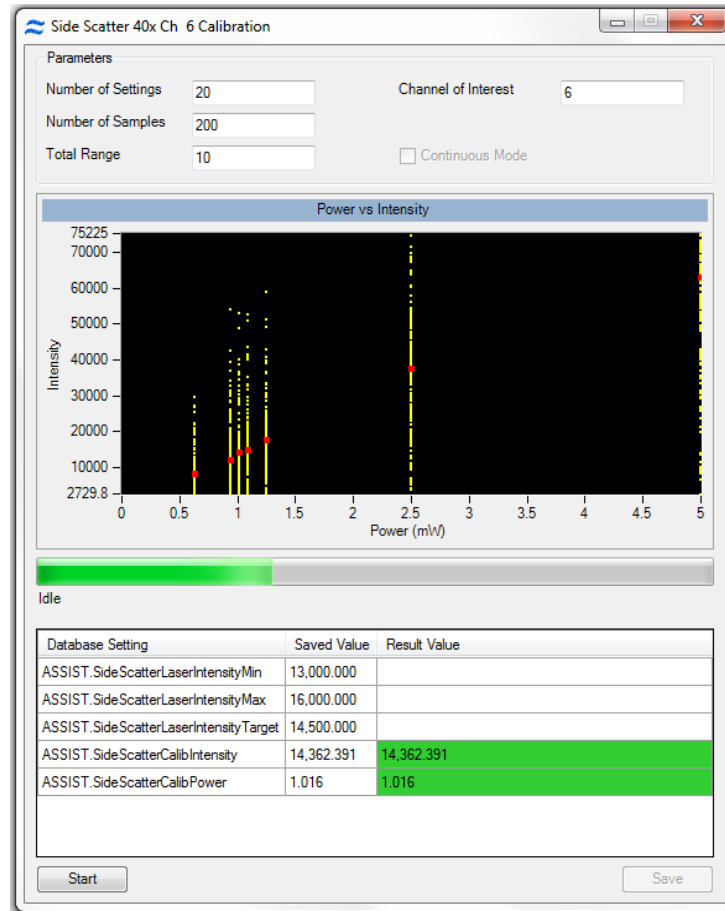 Side Scatter 40x Ch 6 Calibration
Parameters
Number of Settings 20 Channel of Interest 6
Number of Samples 200
Total Range 10 Continuous Mode
Power vs Intensity
75225
70000
60000
50000
40000
30000
20000
10000
2729.8
Intensity
0 0.5 1 1.5 2 2.5 3 3.5 4 4.5 5
Power (mW)
Idle
Database Setting Saved Value Result Value
ASSIST.SideScatterLaserIntensityMin 13,000.000
ASSIST.SideScatterLaserIntensityMax 16,000.000
ASSIST.SideScatterLaserIntensityTarget 14,500.000
ASSIST.SideScatterCalibIntensity 14,362.391 14,362.391
ASSIST.SideScatterCalibPower 1.016 1.016
Start Save